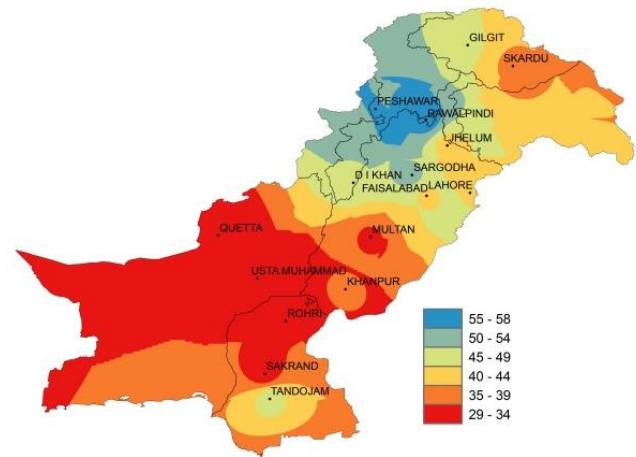 GILGIT
SKARDU
PESHAWAR
RAWALPINDI
JHELUM
SARGODHA
D I KHAN
FAISALABAD
LAHORE
QUETTA
MULTAN
USTA MUHAMMAD
KHANPUR
ROHRI
SAKRAND
TANDOJAM
55 - 58
50 - 54
45 - 49
40 - 44
35 - 39
29 - 34